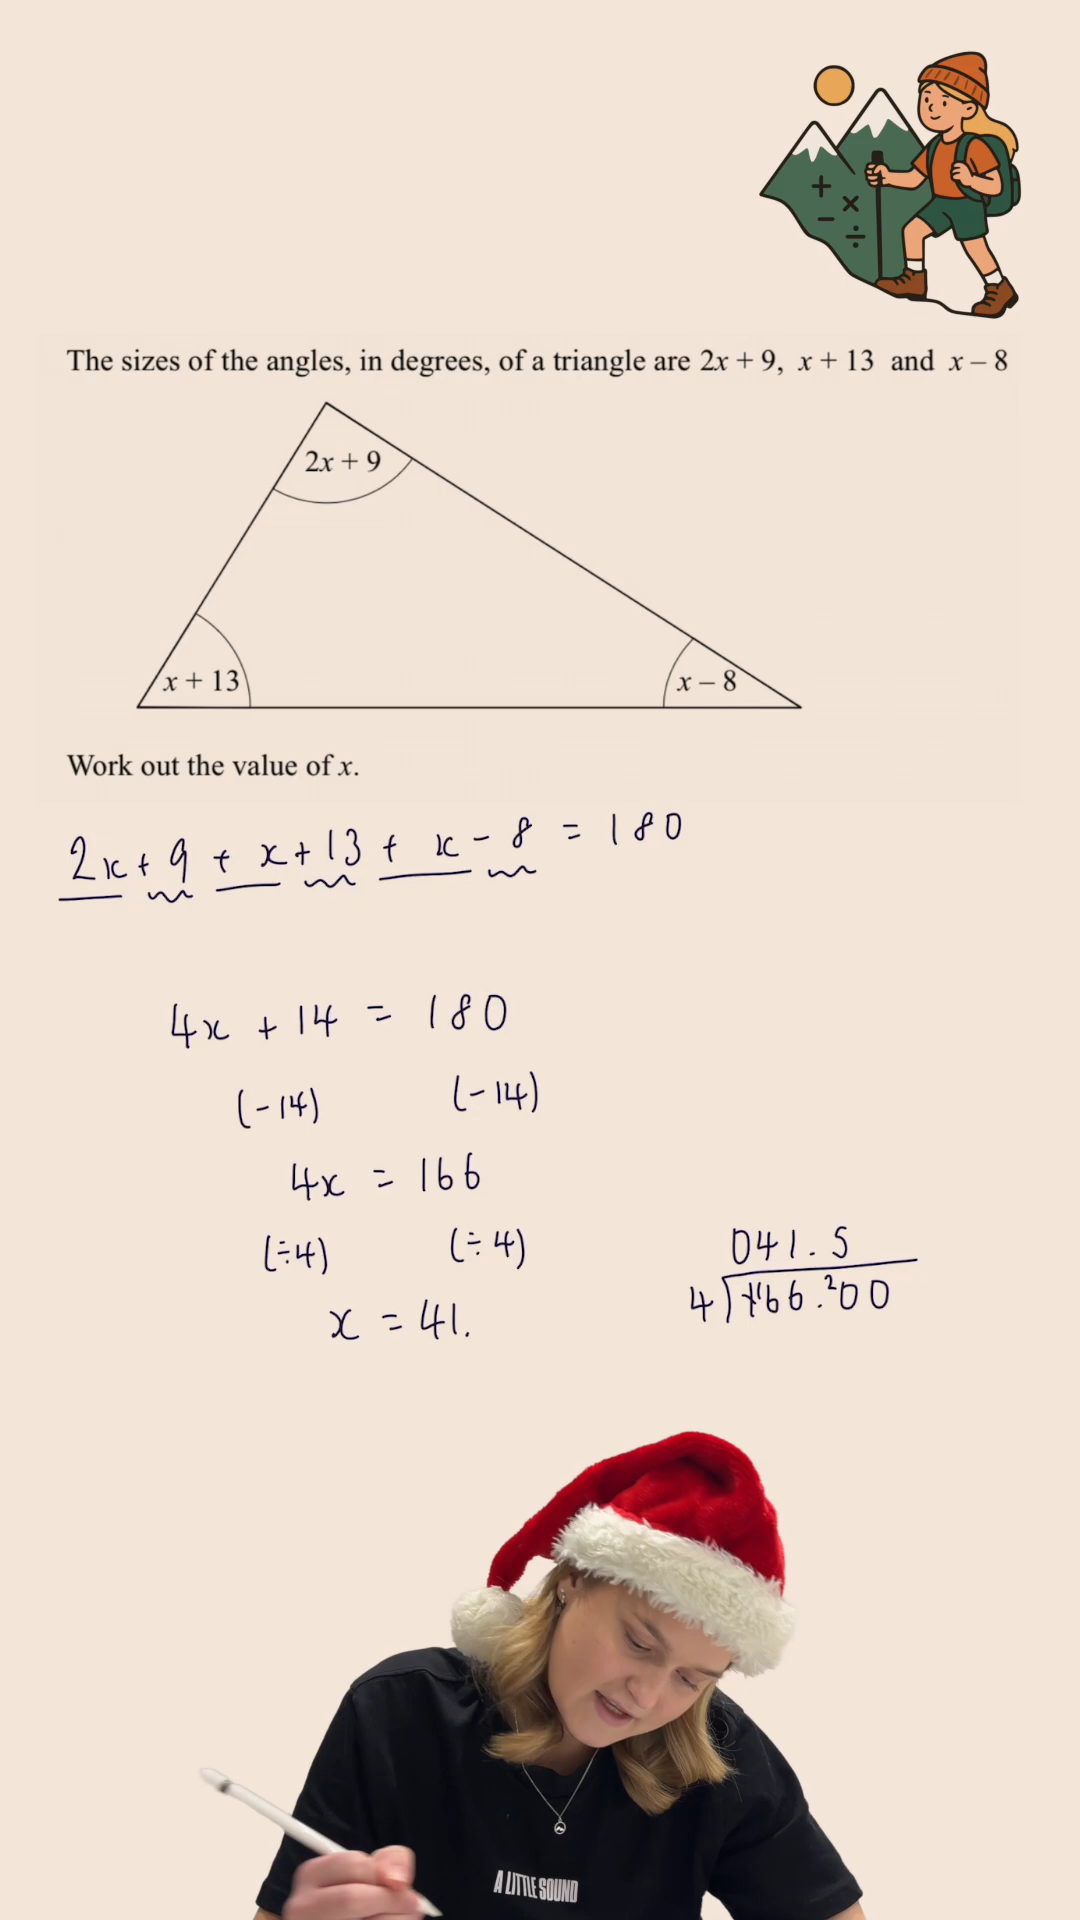 The sizes of the angles, in degrees, of a triangle are 2x + 9, x + 13 and x – 8
2x + 9
x + 13
x – 8
Work out the value of x.
2x + 9 + x + 13 + x - 8 = 180
4x + 14 = 180
(-14) (-14)
4x = 166
(÷4) (÷4)
041.5
4)1¹66.²00
x = 41.
+
×
−
÷
A LITTLE SOUND